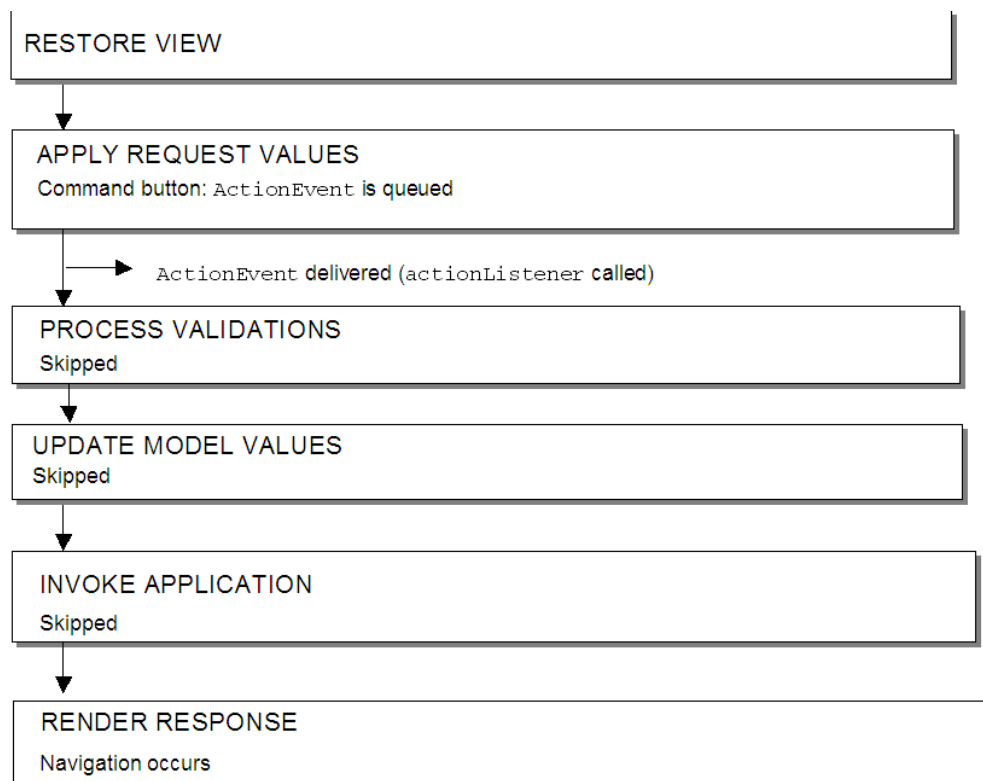 RESTORE VIEW
APPLY REQUEST VALUES
Command button: ActionEvent is queued
ActionEvent delivered (actionListener called)
PROCESS VALIDATIONS
Skipped
UPDATE MODEL VALUES
Skipped
INVOKE APPLICATION
Skipped
RENDER RESPONSE
Navigation occurs